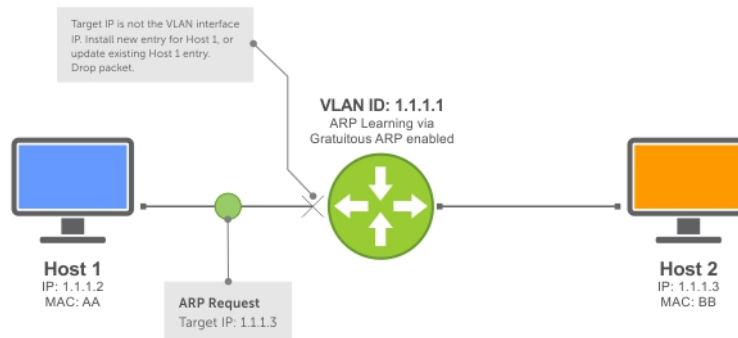 Target IP is not the VLAN interface
IP. Install new entry for Host 1, or
update existing Host 1 entry.
Drop packet.
VLAN ID: 1.1.1.1
ARP Learning via
Gratuitous ARP enabled
Host 1
IP: 1.1.1.2
MAC: AA
ARP Request
Target IP: 1.1.1.3
Host 2
IP: 1.1.1.3
MAC: BB